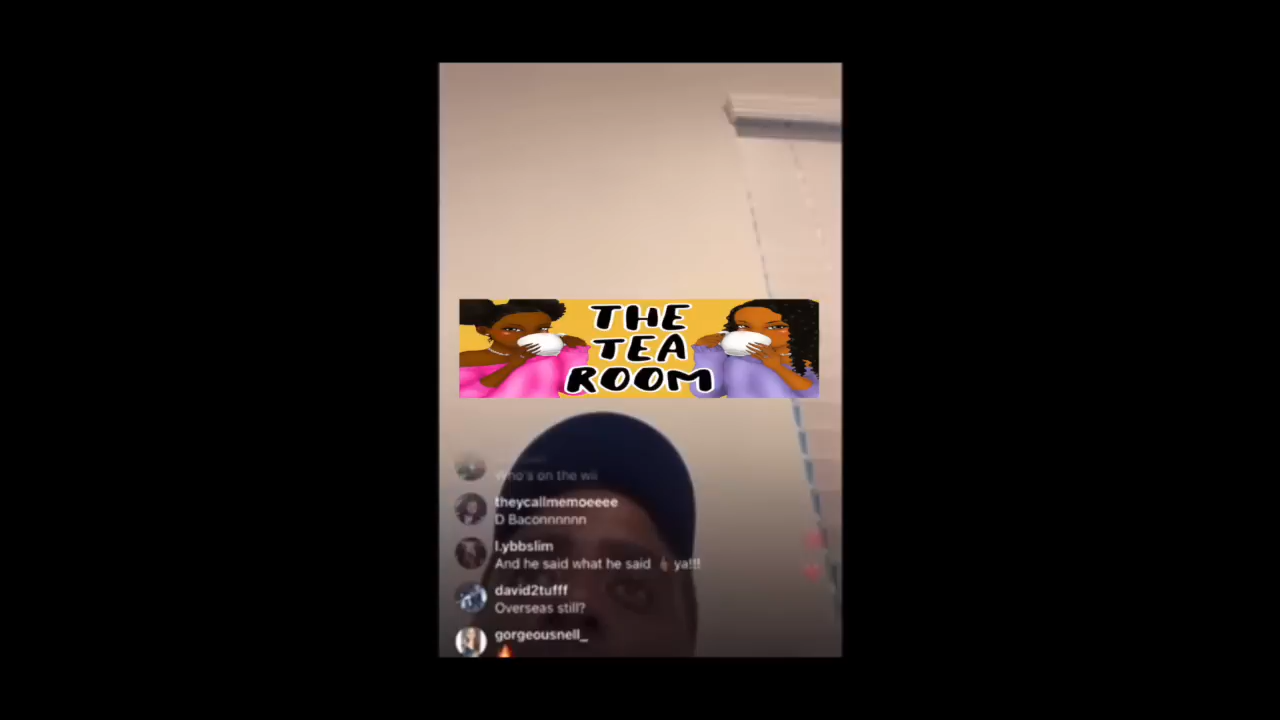 THE
TEA
ROOM
Who's on the wii
theycallmemoeeee
D Baconnnnnn
l.ybbslim
And he said what he said 🤞🏽 ya!!!
david2tufff
Overseas still?
gorgeousnell_
🔥